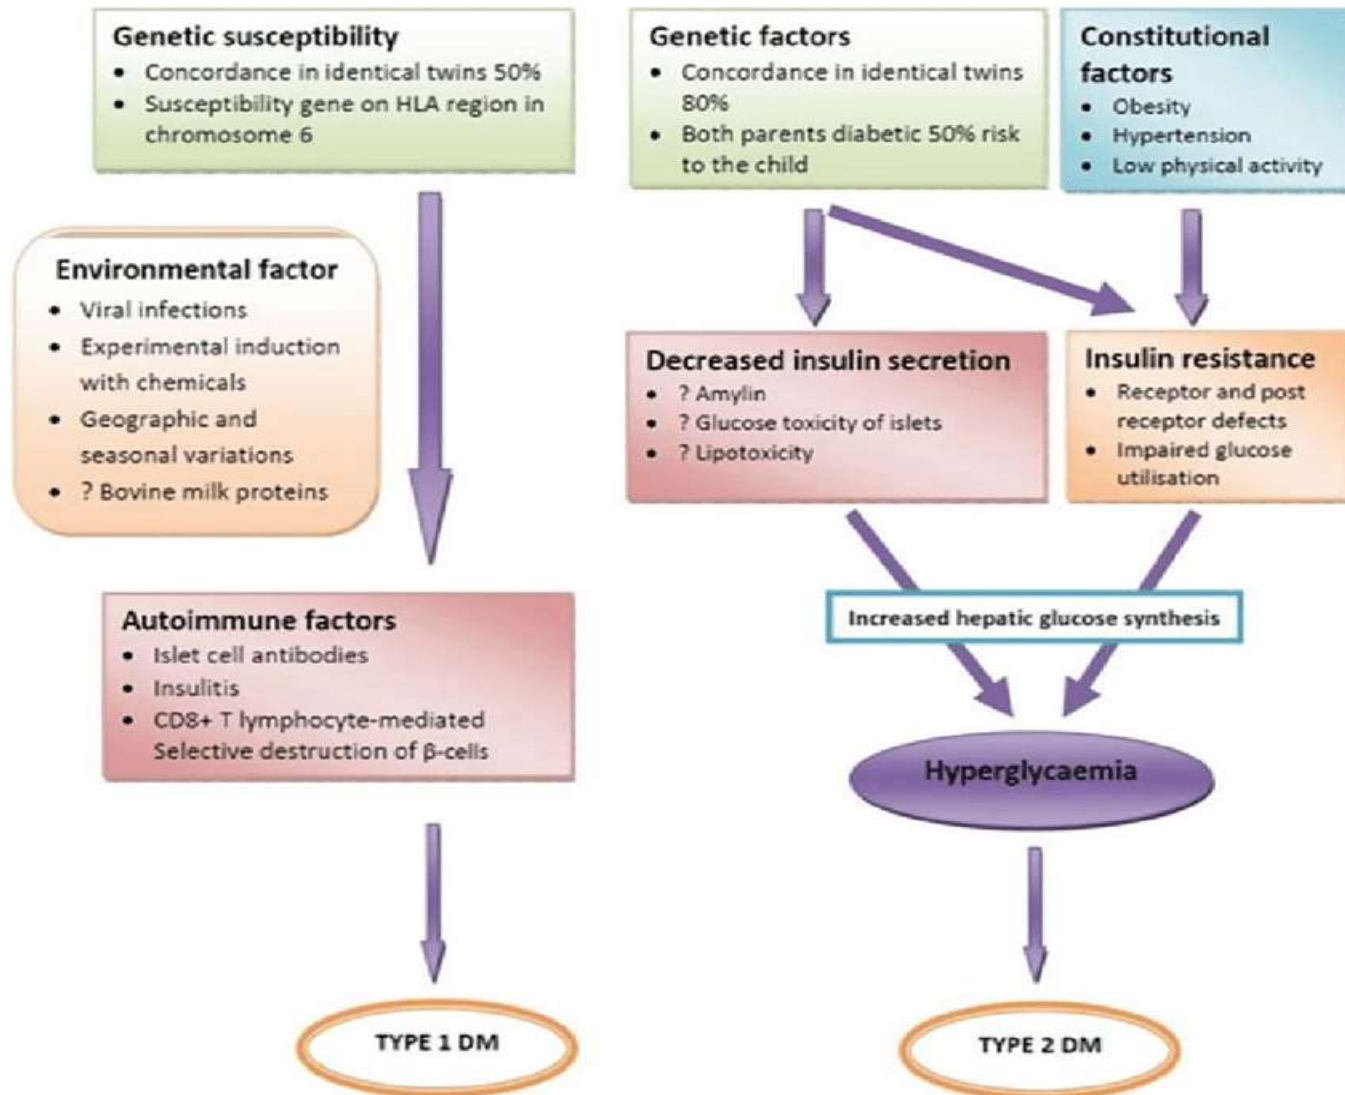 Genetic susceptibility
• Concordance in identical twins 50%
• Susceptibility gene on HLA region in
chromosome 6
Environmental factor
• Viral infections
• Experimental induction
with chemicals
• Geographic and
seasonal variations
• ? Bovine milk proteins
Autoimmune factors
• Islet cell antibodies
• Insulitis
• CD8+ T lymphocyte-mediated
Selective destruction of β-cells
TYPE 1 DM
Genetic factors
• Concordance in identical twins
80%
• Both parents diabetic 50% risk
to the child
Constitutional
factors
• Obesity
• Hypertension
• Low physical activity
Decreased insulin secretion
• ? Amylin
• ? Glucose toxicity of islets
• ? Lipotoxicity
Insulin resistance
• Receptor and post
receptor defects
• Impaired glucose
utilisation
Increased hepatic glucose synthesis
Hyperglycaemia
TYPE 2 DM